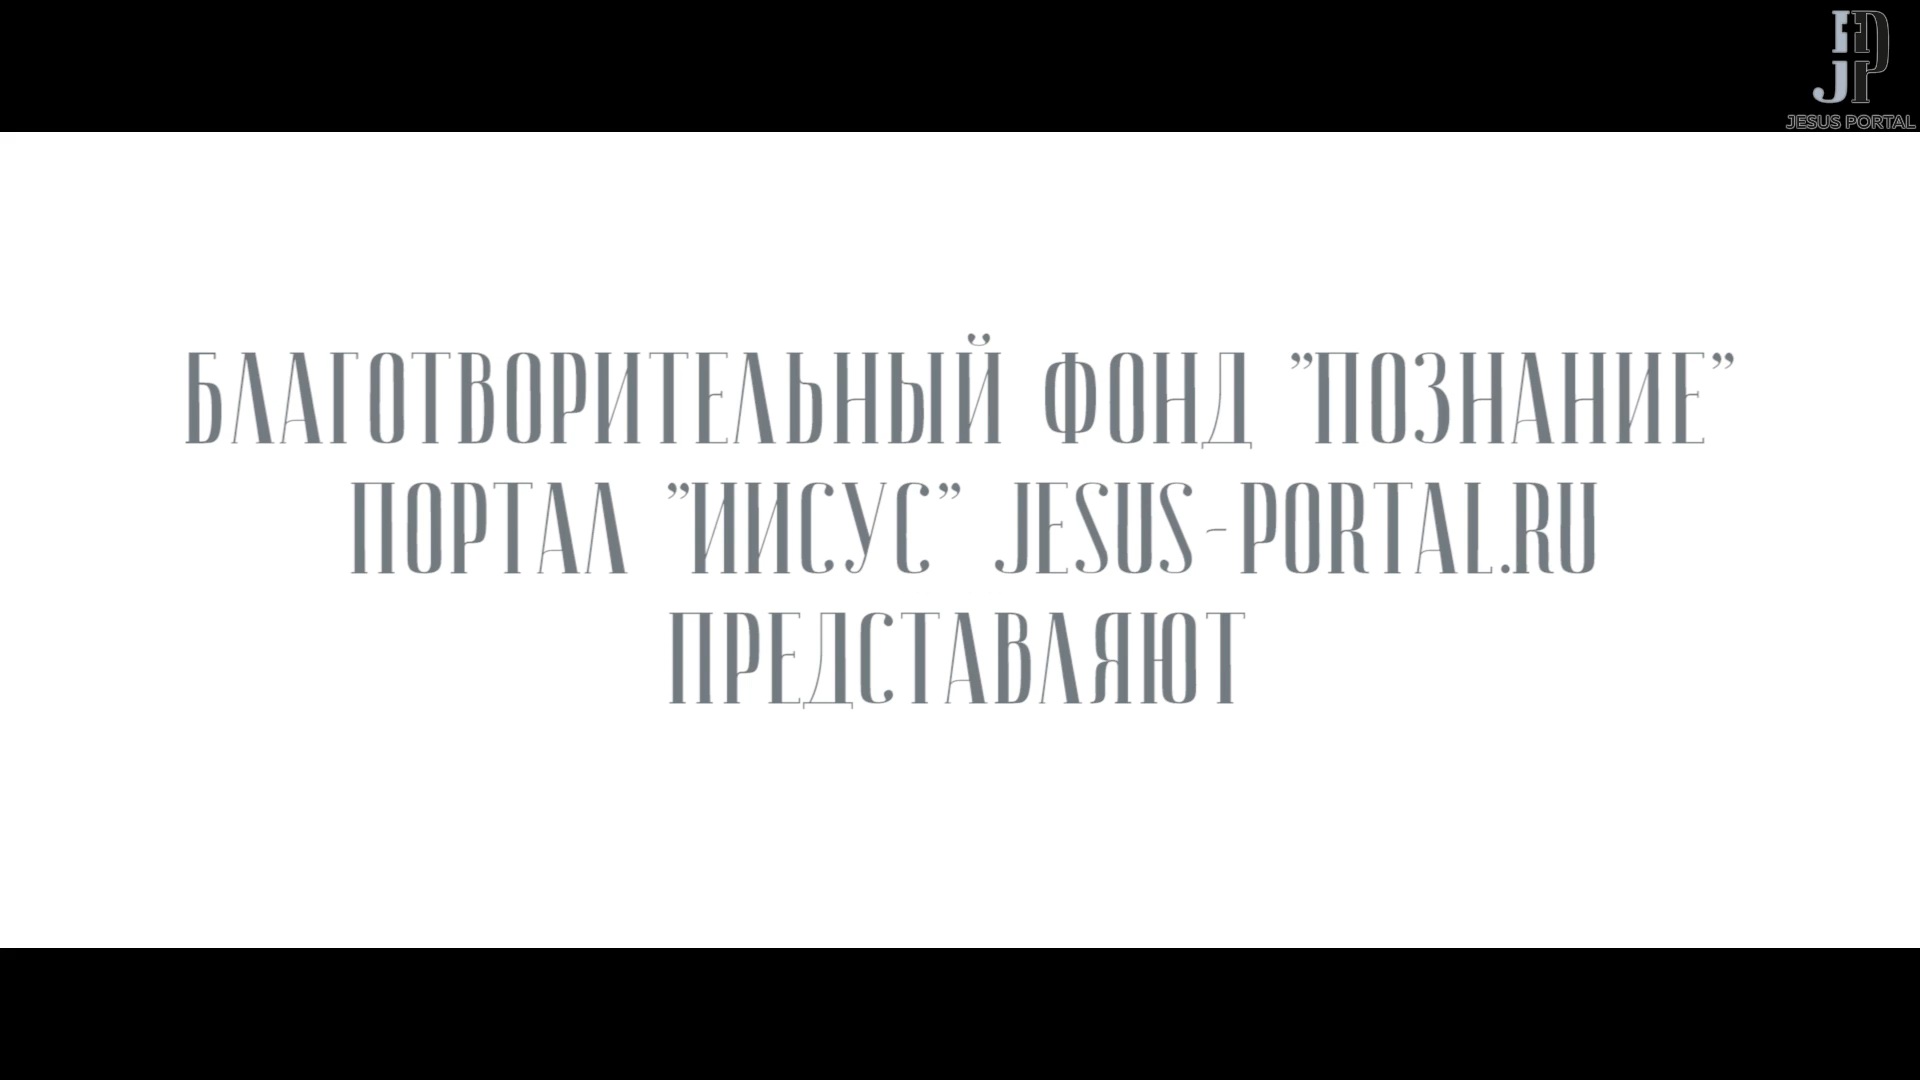 JESUS PORTAL
БЛАГОТВОРИТЕЛЬНЫЙ ФОНД ”ПОЗНАНИЕ”
ПОРТАЛ ”ИИСУС” JESUS-PORTAL.RU
ПРЕДСТАВЛЯЮТ